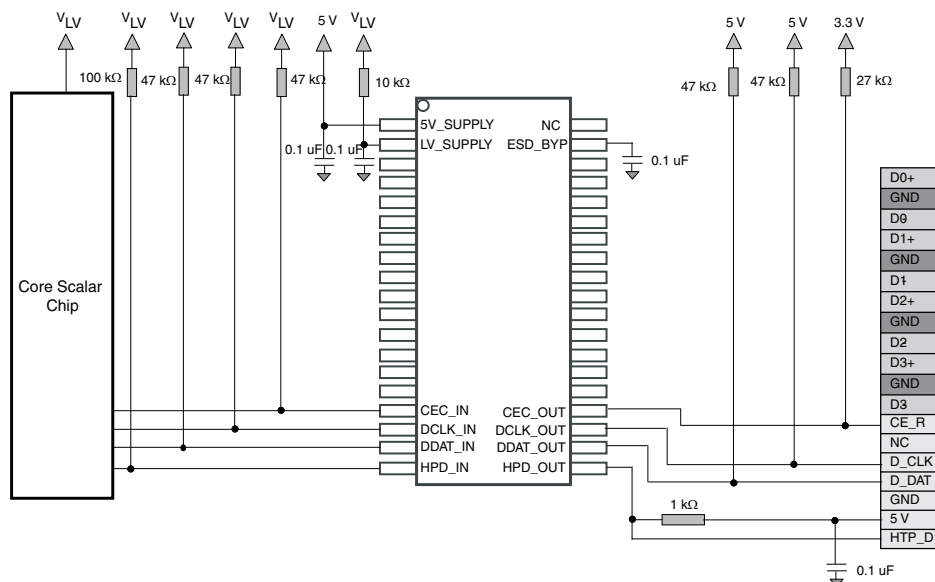 VLV VLV VLV VLV VLV 5 V VLV 5 V 5 V 3.3 V
100 kΩ 47 kΩ 47 kΩ 47 kΩ 10 kΩ 47 kΩ 47 kΩ 27 kΩ
5V_SUPPLY NC
LV_SUPPLY ESD_BYP
0.1 uF 0.1 uF 0.1 uF
Core Scalar
Chip
CEC_IN CEC_OUT
DCLK_IN DCLK_OUT
DDAT_IN DDAT_OUT
HPD_IN HPD_OUT
1 kΩ
0.1 uF
D0+
GND
D0-
D1+
GND
D1-
D2+
GND
D2
D3+
GND
D3-
CE_R
NC
D_CLK
D_DAT
GND
5 V
HTP_D